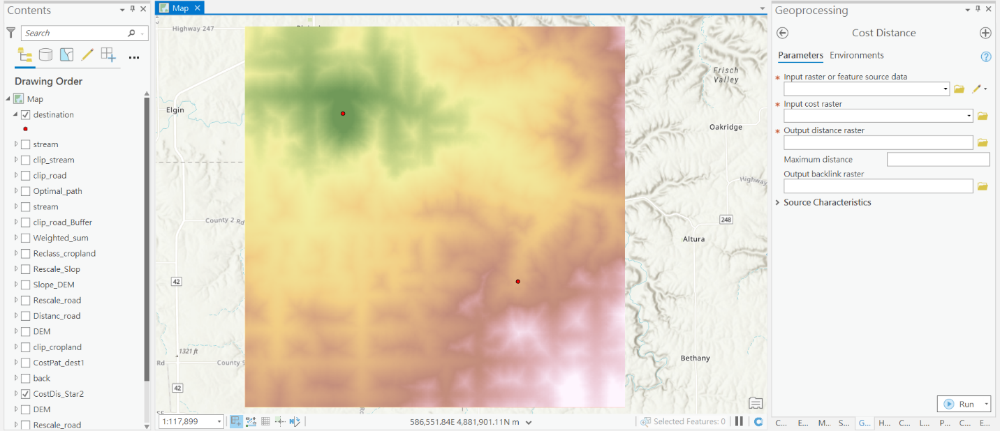 Contents
Search
Drawing Order
Map
destination
stream
clip_stream
clip_road
Optimal_path
stream
clip_road_Buffer
Weighted_sum
Reclass_cropland
Rescale_Slop
Slope_DEM
Rescale_road
Distanc_road
DEM
clip_cropland
CostPat_dest1
back
CostDis_Star2
DEM
Rescale_road
Map
Highway 247
Elgin
County 2 Rd
42
1321 ft
Rd
County 9
42
Frisch
Valley
Oakridge
Highway
248
Altura
Bethany
1:117,899
586,551.84E 4,881,901.11N m
Selected Features: 0
Geoprocessing
Cost Distance
Parameters
Environments
* Input raster or feature source data
* Input cost raster
* Output distance raster
Maximum distance
Output backlink raster
Source Characteristics
Run
C... E... M... S... G... H... C... L... P... C... E...